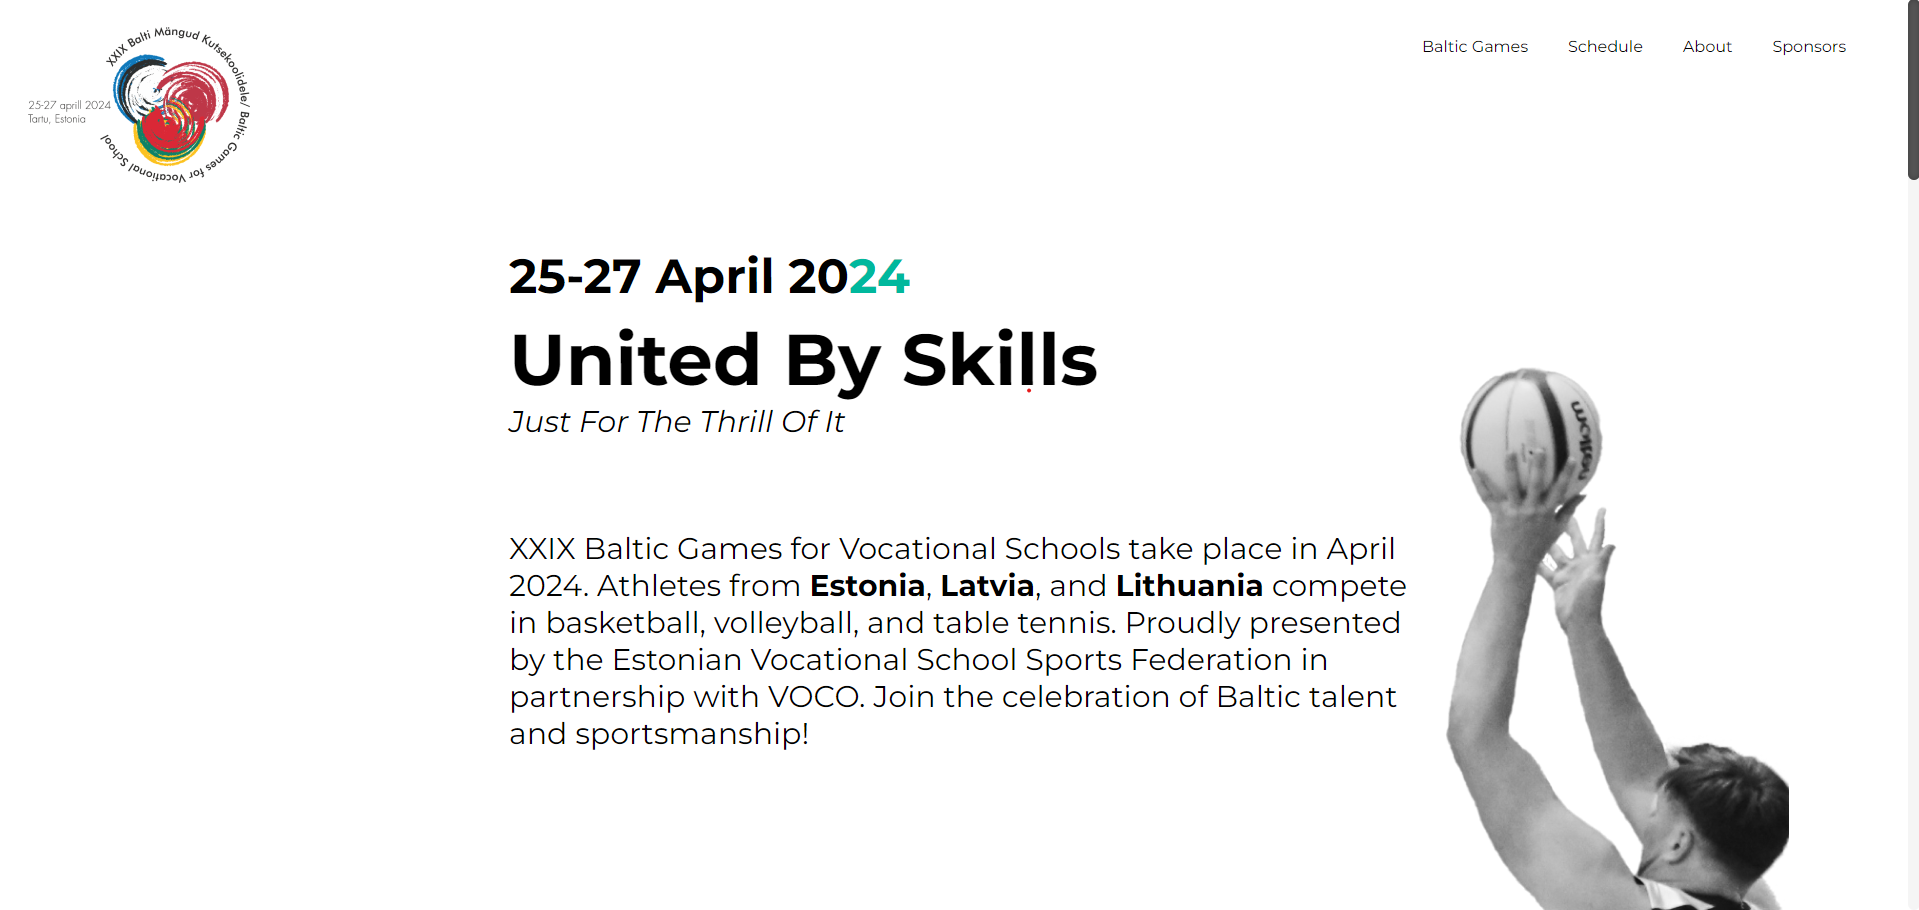 XXIX Balti Mängud Kutsekoolidele/ Baltic Games for Vocational School
25-27 aprill 2024
Tartu, Estonia
Baltic Games
Schedule
About
Sponsors
25-27 April 2024
United By Skills
Just For The Thrill Of It
XXIX Baltic Games for Vocational Schools take place in April
2024. Athletes from Estonia, Latvia, and Lithuania compete
in basketball, volleyball, and table tennis. Proudly presented
by the Estonian Vocational School Sports Federation in
partnership with VOCO. Join the celebration of Baltic talent
and sportsmanship!